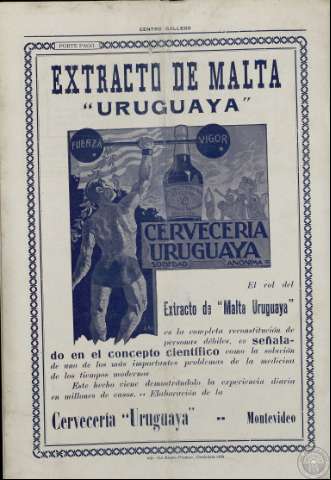 CENTRO GALLEGO
PORTE PAGO
EXTRACTO DE MALTA
"URUGUAYA"
FUERZA
VIGOR
CERVECERIA
URUGUAYA
SOCIEDAD ANONIMA
El rol del
Extracto de "Malta Uruguaya"
es la completa reconstitución de
personas débiles, es señala-
do en el concepto científico como la solución
de uno de los más importantes problemas de la medicina
de los tiempos modernos
Este hecho viene demostrándolo la experiencia diaria
en millones de casos. -- Elaboración de la
Cervecería "Uruguaya" -- Montevideo